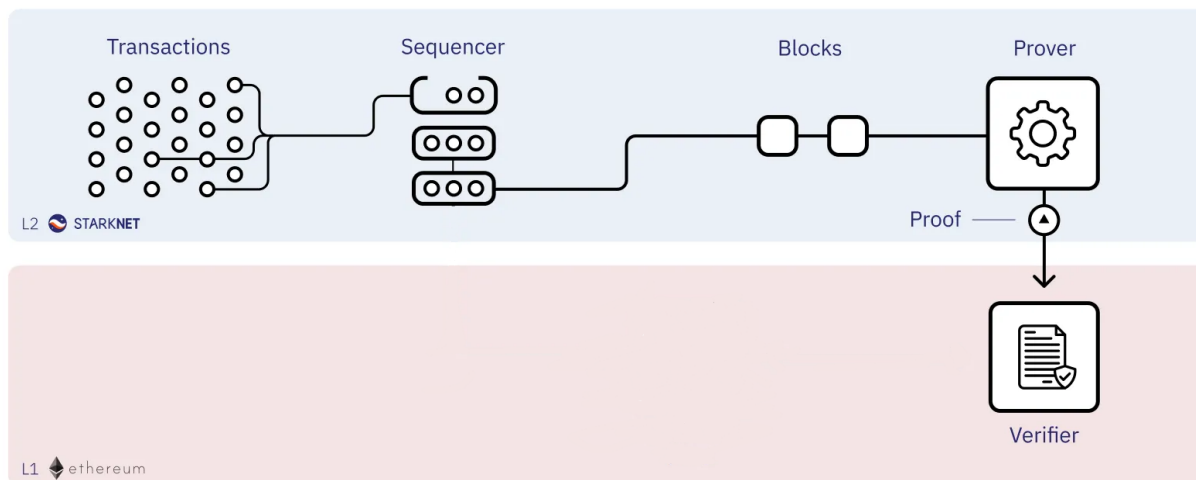 Transactions
Sequencer
Blocks
Prover
L2 STARKNET
Proof
Verifier
L1 ethereum